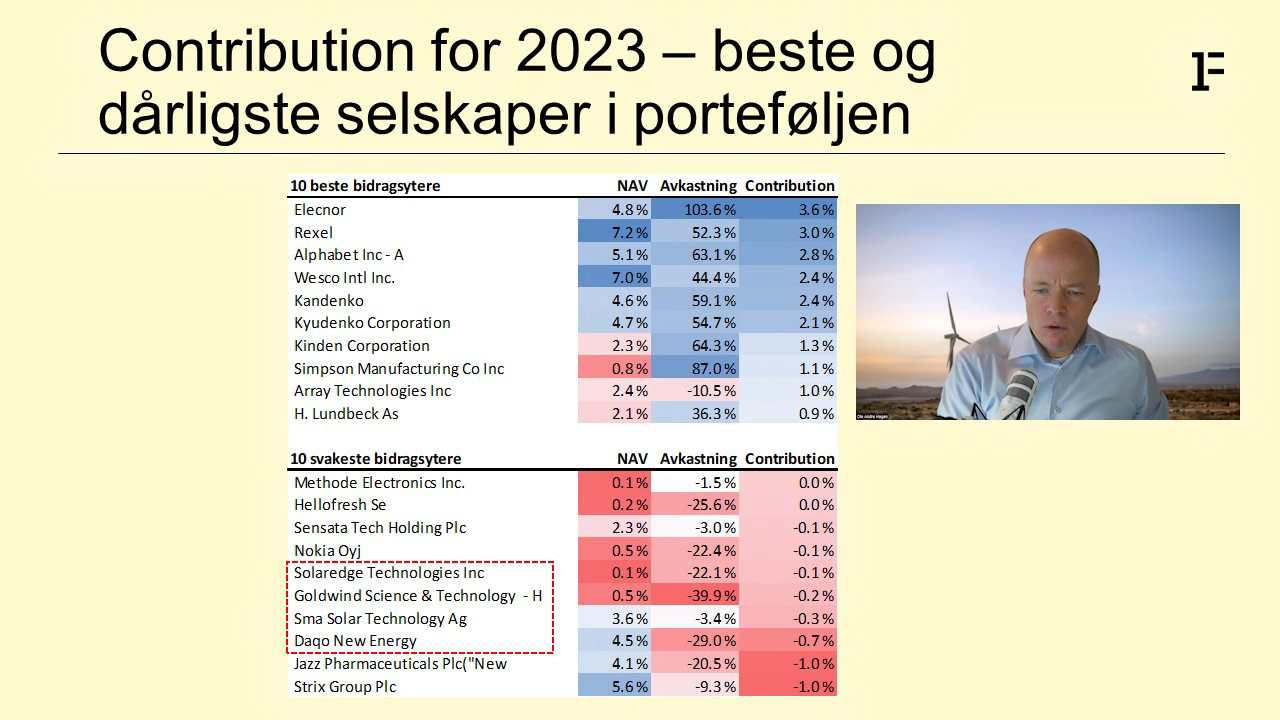 Contribution for 2023 – beste og
dårligste selskaper i porteføljen
1F
10 beste bidragsytere NAV Avkastning Contribution
Elecnor 4.8 % 103.6 % 3.6 %
Rexel 7.2 % 52.3 % 3.0 %
Alphabet Inc - A 5.1 % 63.1 % 2.8 %
Wesco Intl Inc. 7.0 % 44.4 % 2.4 %
Kandenko 4.6 % 59.1 % 2.4 %
Kyudenko Corporation 4.7 % 54.7 % 2.1 %
Kinden Corporation 2.3 % 64.3 % 1.3 %
Simpson Manufacturing Co Inc 0.8 % 87.0 % 1.1 %
Array Technologies Inc 2.4 % -10.5 % 1.0 %
H. Lundbeck As 2.1 % 36.3 % 0.9 %
10 svakeste bidragsytere NAV Avkastning Contribution
Methode Electronics Inc. 0.1 % -1.5 % 0.0 %
Hellofresh Se 0.2 % -25.6 % 0.0 %
Sensata Tech Holding Plc 2.3 % -3.0 % -0.1 %
Nokia Oyj 0.5 % -22.4 % -0.1 %
Solaredge Technologies Inc 0.1 % -22.1 % -0.1 %
Goldwind Science & Technology - H 0.5 % -39.9 % -0.2 %
Sma Solar Technology Ag 3.6 % -3.4 % -0.3 %
Daqo New Energy 4.5 % -29.0 % -0.7 %
Jazz Pharmaceuticals Plc("New 4.1 % -20.5 % -1.0 %
Strix Group Plc 5.6 % -9.3 % -1.0 %
Ole andre Hagen